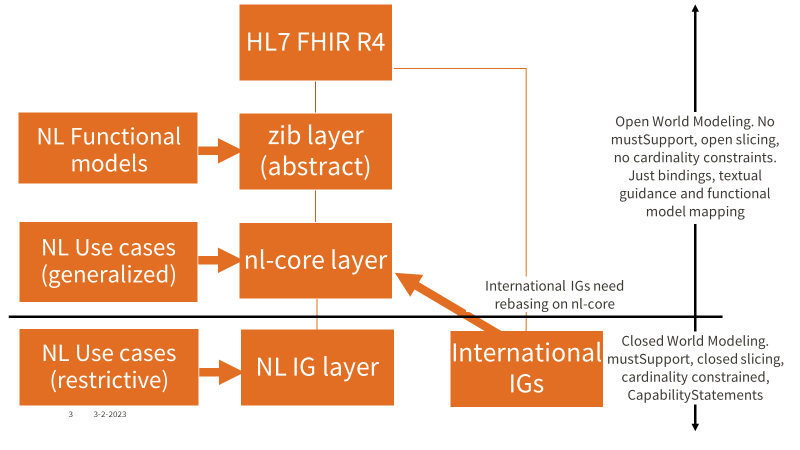 HL7 FHIR R4
NL Functional
models
zib layer
(abstract)
Open World Modeling. No
mustSupport, open slicing,
no cardinality constraints.
Just bindings, textual
guidance and functional
model mapping
NL Use cases
(generalized)
nl-core layer
International IGs need
rebasing on nl-core
NL Use cases
(restrictive)
NL IG layer
International
IGs
Closed World Modeling.
mustSupport, closed slicing,
cardinality constrained,
CapabilityStatements
3 3-2-2023